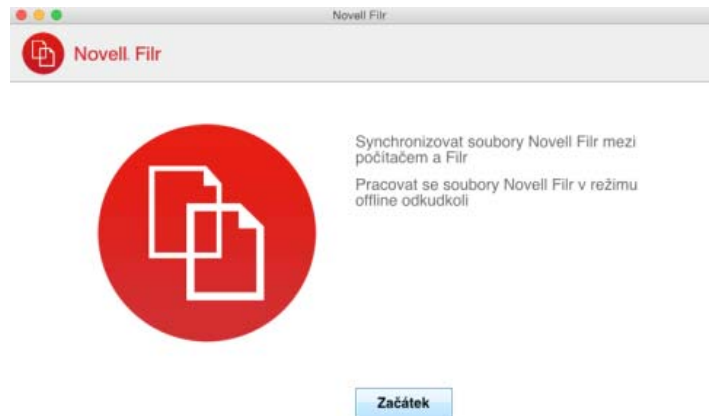 Novell Filr
Novell. Filr
Synchronizovat soubory Novell Filr mezi
počítačem a Filr
Pracovat se soubory Novell Filr v režimu
offline odkudkoli
Začátek